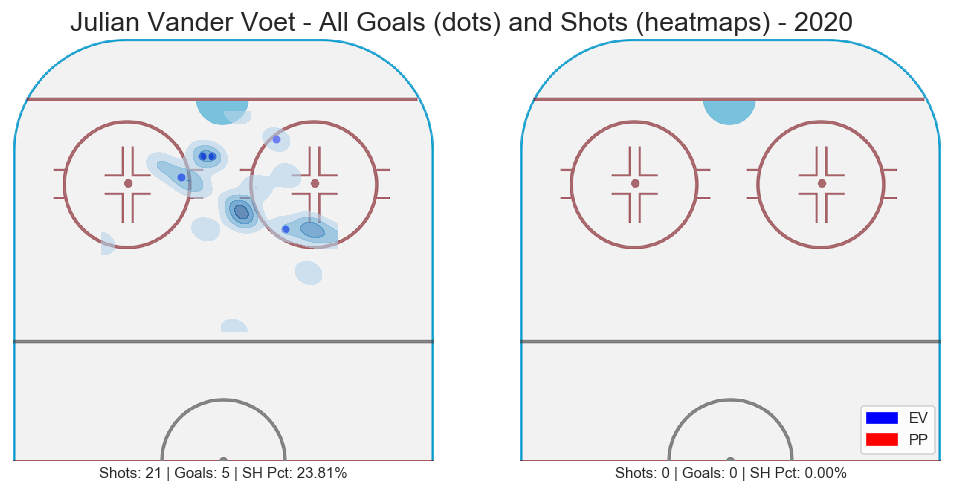 Julian Vander Voet - All Goals (dots) and Shots (heatmaps) - 2020
EV
PP
Shots: 21 | Goals: 5 | SH Pct: 23.81%
Shots: 0 | Goals: 0 | SH Pct: 0.00%